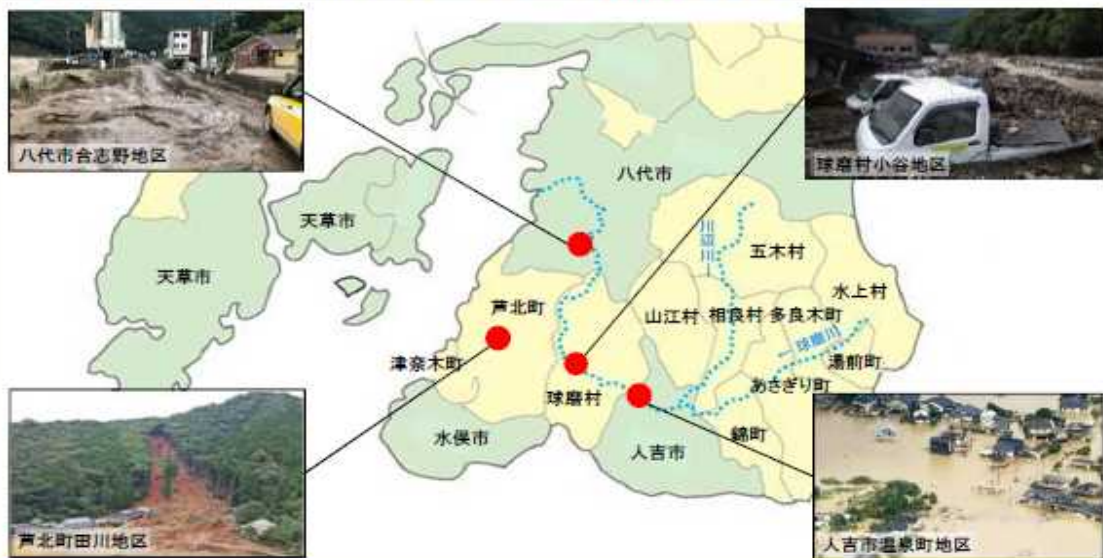 八代市合志野地区
球磨村小谷地区
八代市
天草市
天草市
川辺川→
五木村
水上村
芦北町
山江村
相良村
多良木町
←球磨川
湯前町
津奈木町
あさぎり町
球磨村
錦町
水俣市
人吉市
芦北町田川地区
人吉市温泉町地区